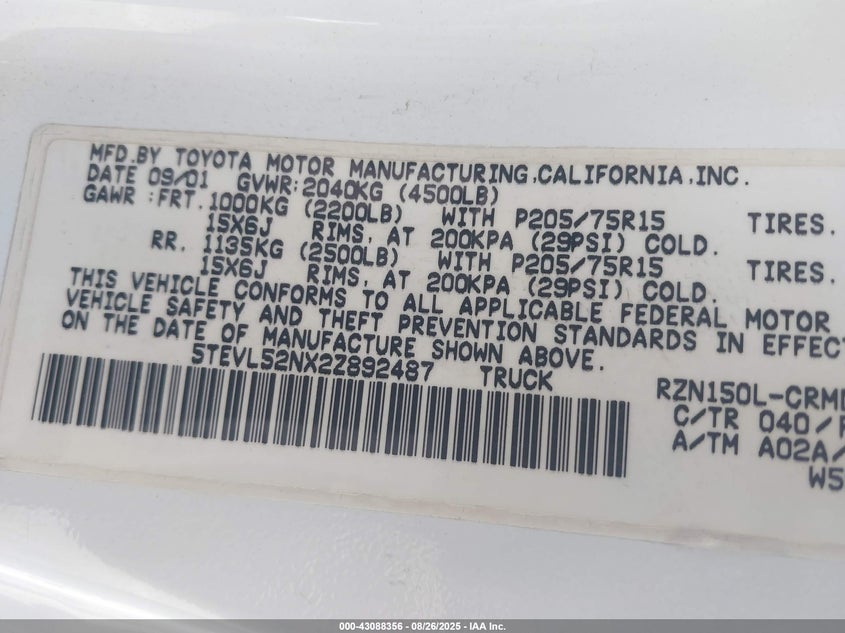 MFD.BY TOYOTA MOTOR MANUFACTURING.CALIFORNIA.INC.
DATE 09/01 GVWR:2040KG (4500LB)
GAWR :FRT. 1000KG (2200LB) WITH P205/75R15 TIRES.
15X6J RIMS, AT 200KPA (29PSI) COLD.
RR. 1135KG (2500LB) WITH P205/75R15 TIRES.
15X6J RIMS, AT 200KPA (29PSI) COLD.
THIS VEHICLE CONFORMS TO ALL APPLICABLE FEDERAL MOTOR
VEHICLE SAFETY AND THEFT PREVENTION STANDARDS IN EFFECT
ON THE DATE OF MANUFACTURE SHOWN ABOVE.
5TEVL52NX2Z892487 TRUCK
RZN150L-CRMD
C/TR 040/F
A/TM A02A/
W5
000-43088356 - 08/26/2025 - IAA Inc.